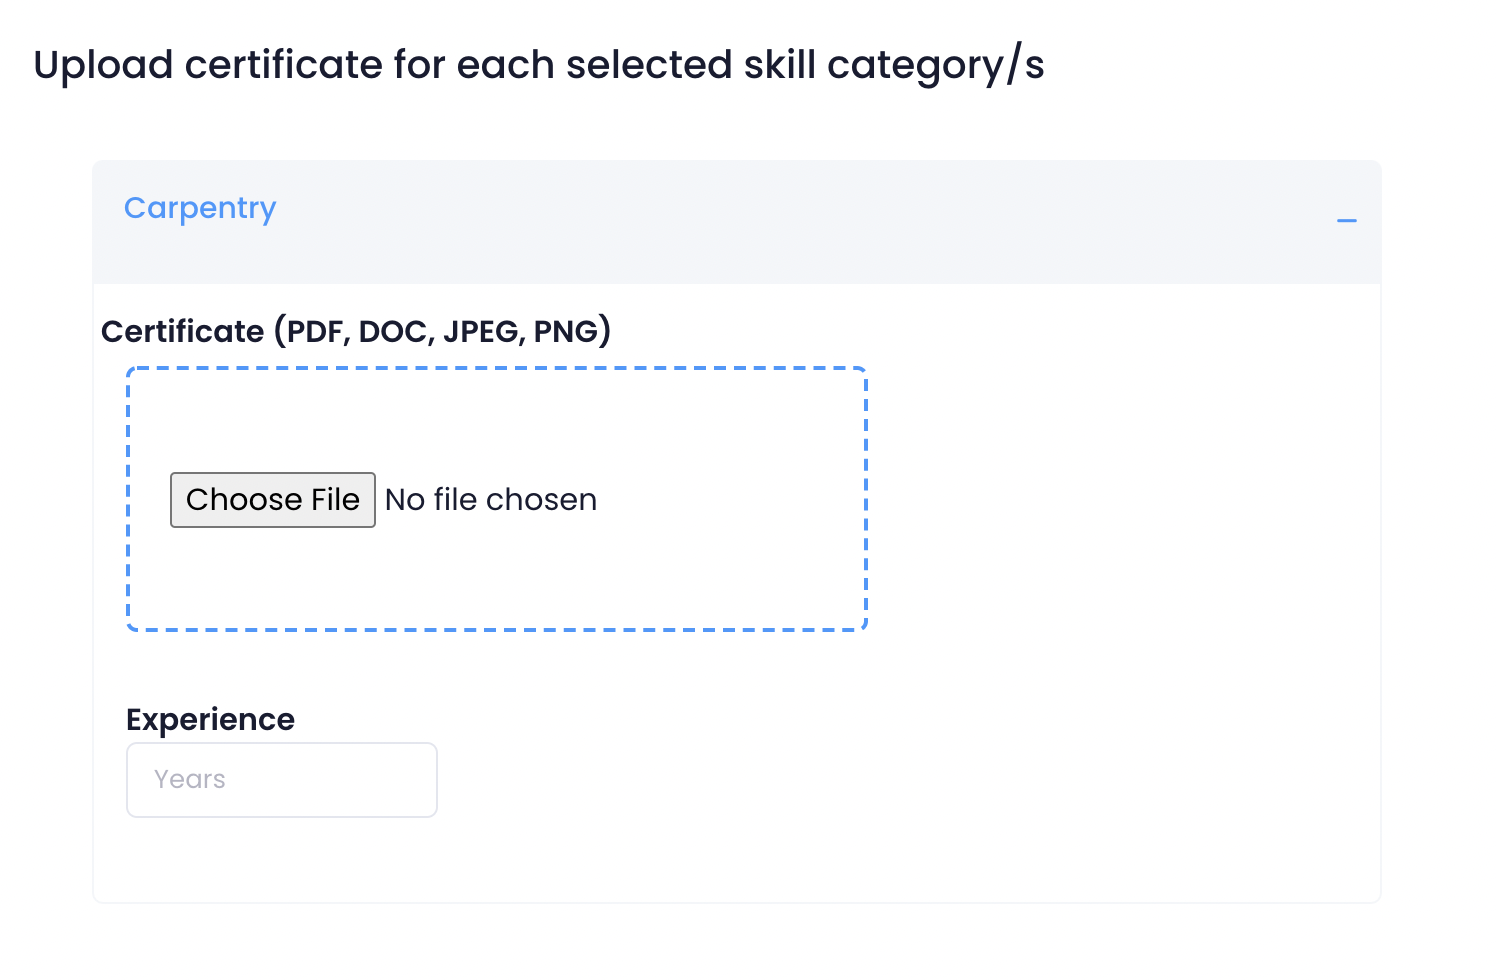 Upload certificate for each selected skill category/s
Carpentry
Certificate (PDF, DOC, JPEG, PNG)
Choose File No file chosen
Experience
Years